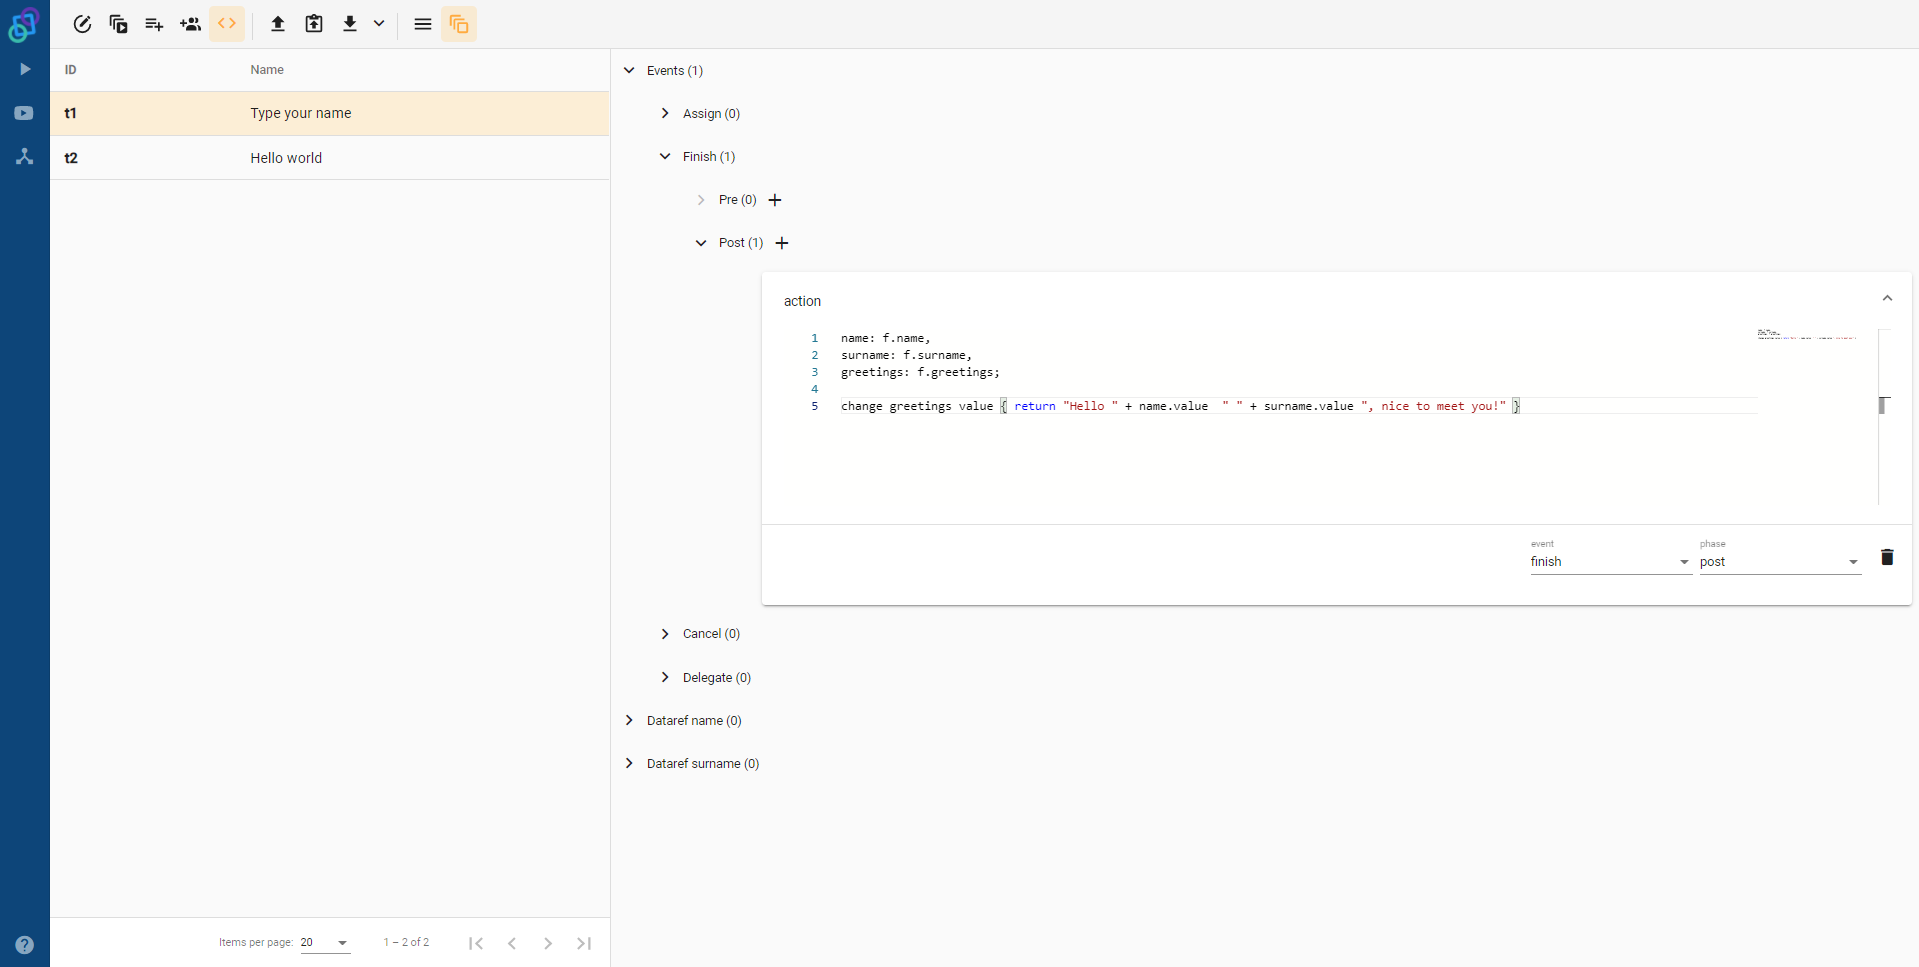 ID Name
t1 Type your name
t2 Hello world
Items per page: 20 1 – 2 of 2
Events (1)
Assign (0)
Finish (1)
Pre (0)
Post (1)
action
1 name: f.name,
2 surname: f.surname,
3 greetings: f.greetings;
4
5 change greetings value { return "Hello " + name.value  " " + surname.value ", nice to meet you!" }
event phase
finish post
Cancel (0)
Delegate (0)
Dataref name (0)
Dataref surname (0)